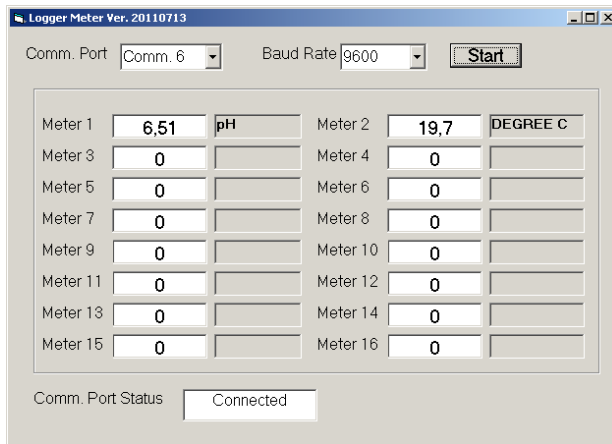 Logger Meter Ver. 20110713
Comm. Port Comm. 6 Baud Rate 9600 Start
Meter 1 6,51 pH Meter 2 19,7 DEGREE C
Meter 3 0 Meter 4 0
Meter 5 0 Meter 6 0
Meter 7 0 Meter 8 0
Meter 9 0 Meter 10 0
Meter 11 0 Meter 12 0
Meter 13 0 Meter 14 0
Meter 15 0 Meter 16 0
Comm. Port Status Connected